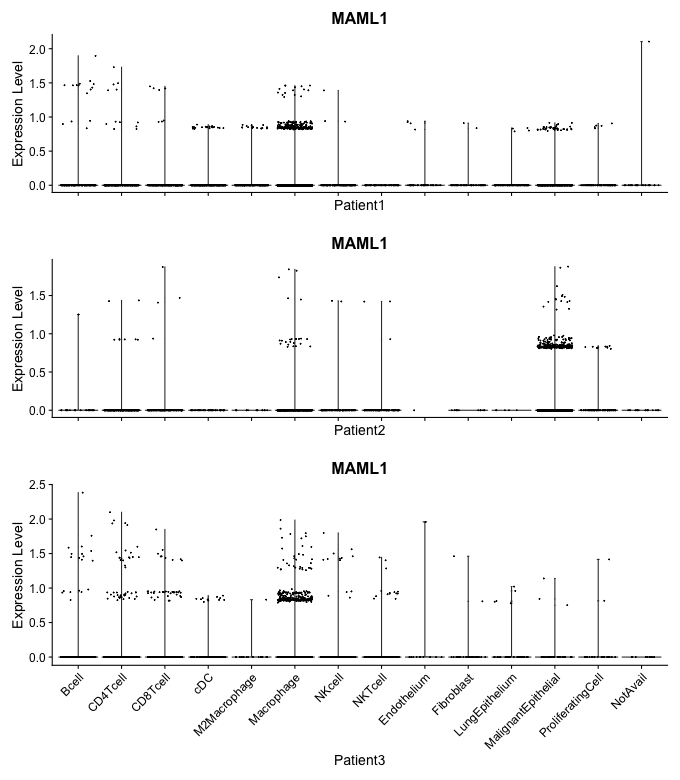 MAML1
Expression Level
2.0
1.5
1.0
0.5
0.0
Patient1
MAML1
Expression Level
1.5
1.0
0.5
0.0
Patient2
MAML1
Expression Level
2.5
2.0
1.5
1.0
0.5
0.0
Bcell
CD4Tcell
CD8Tcell
cDC
M2Macrophage
Macrophage
NKcell
NKTcell
Endothelium
Fibroblast
LungEpithelium
MalignantEpithelial
ProliferatingCell
NotAvail
Patient3